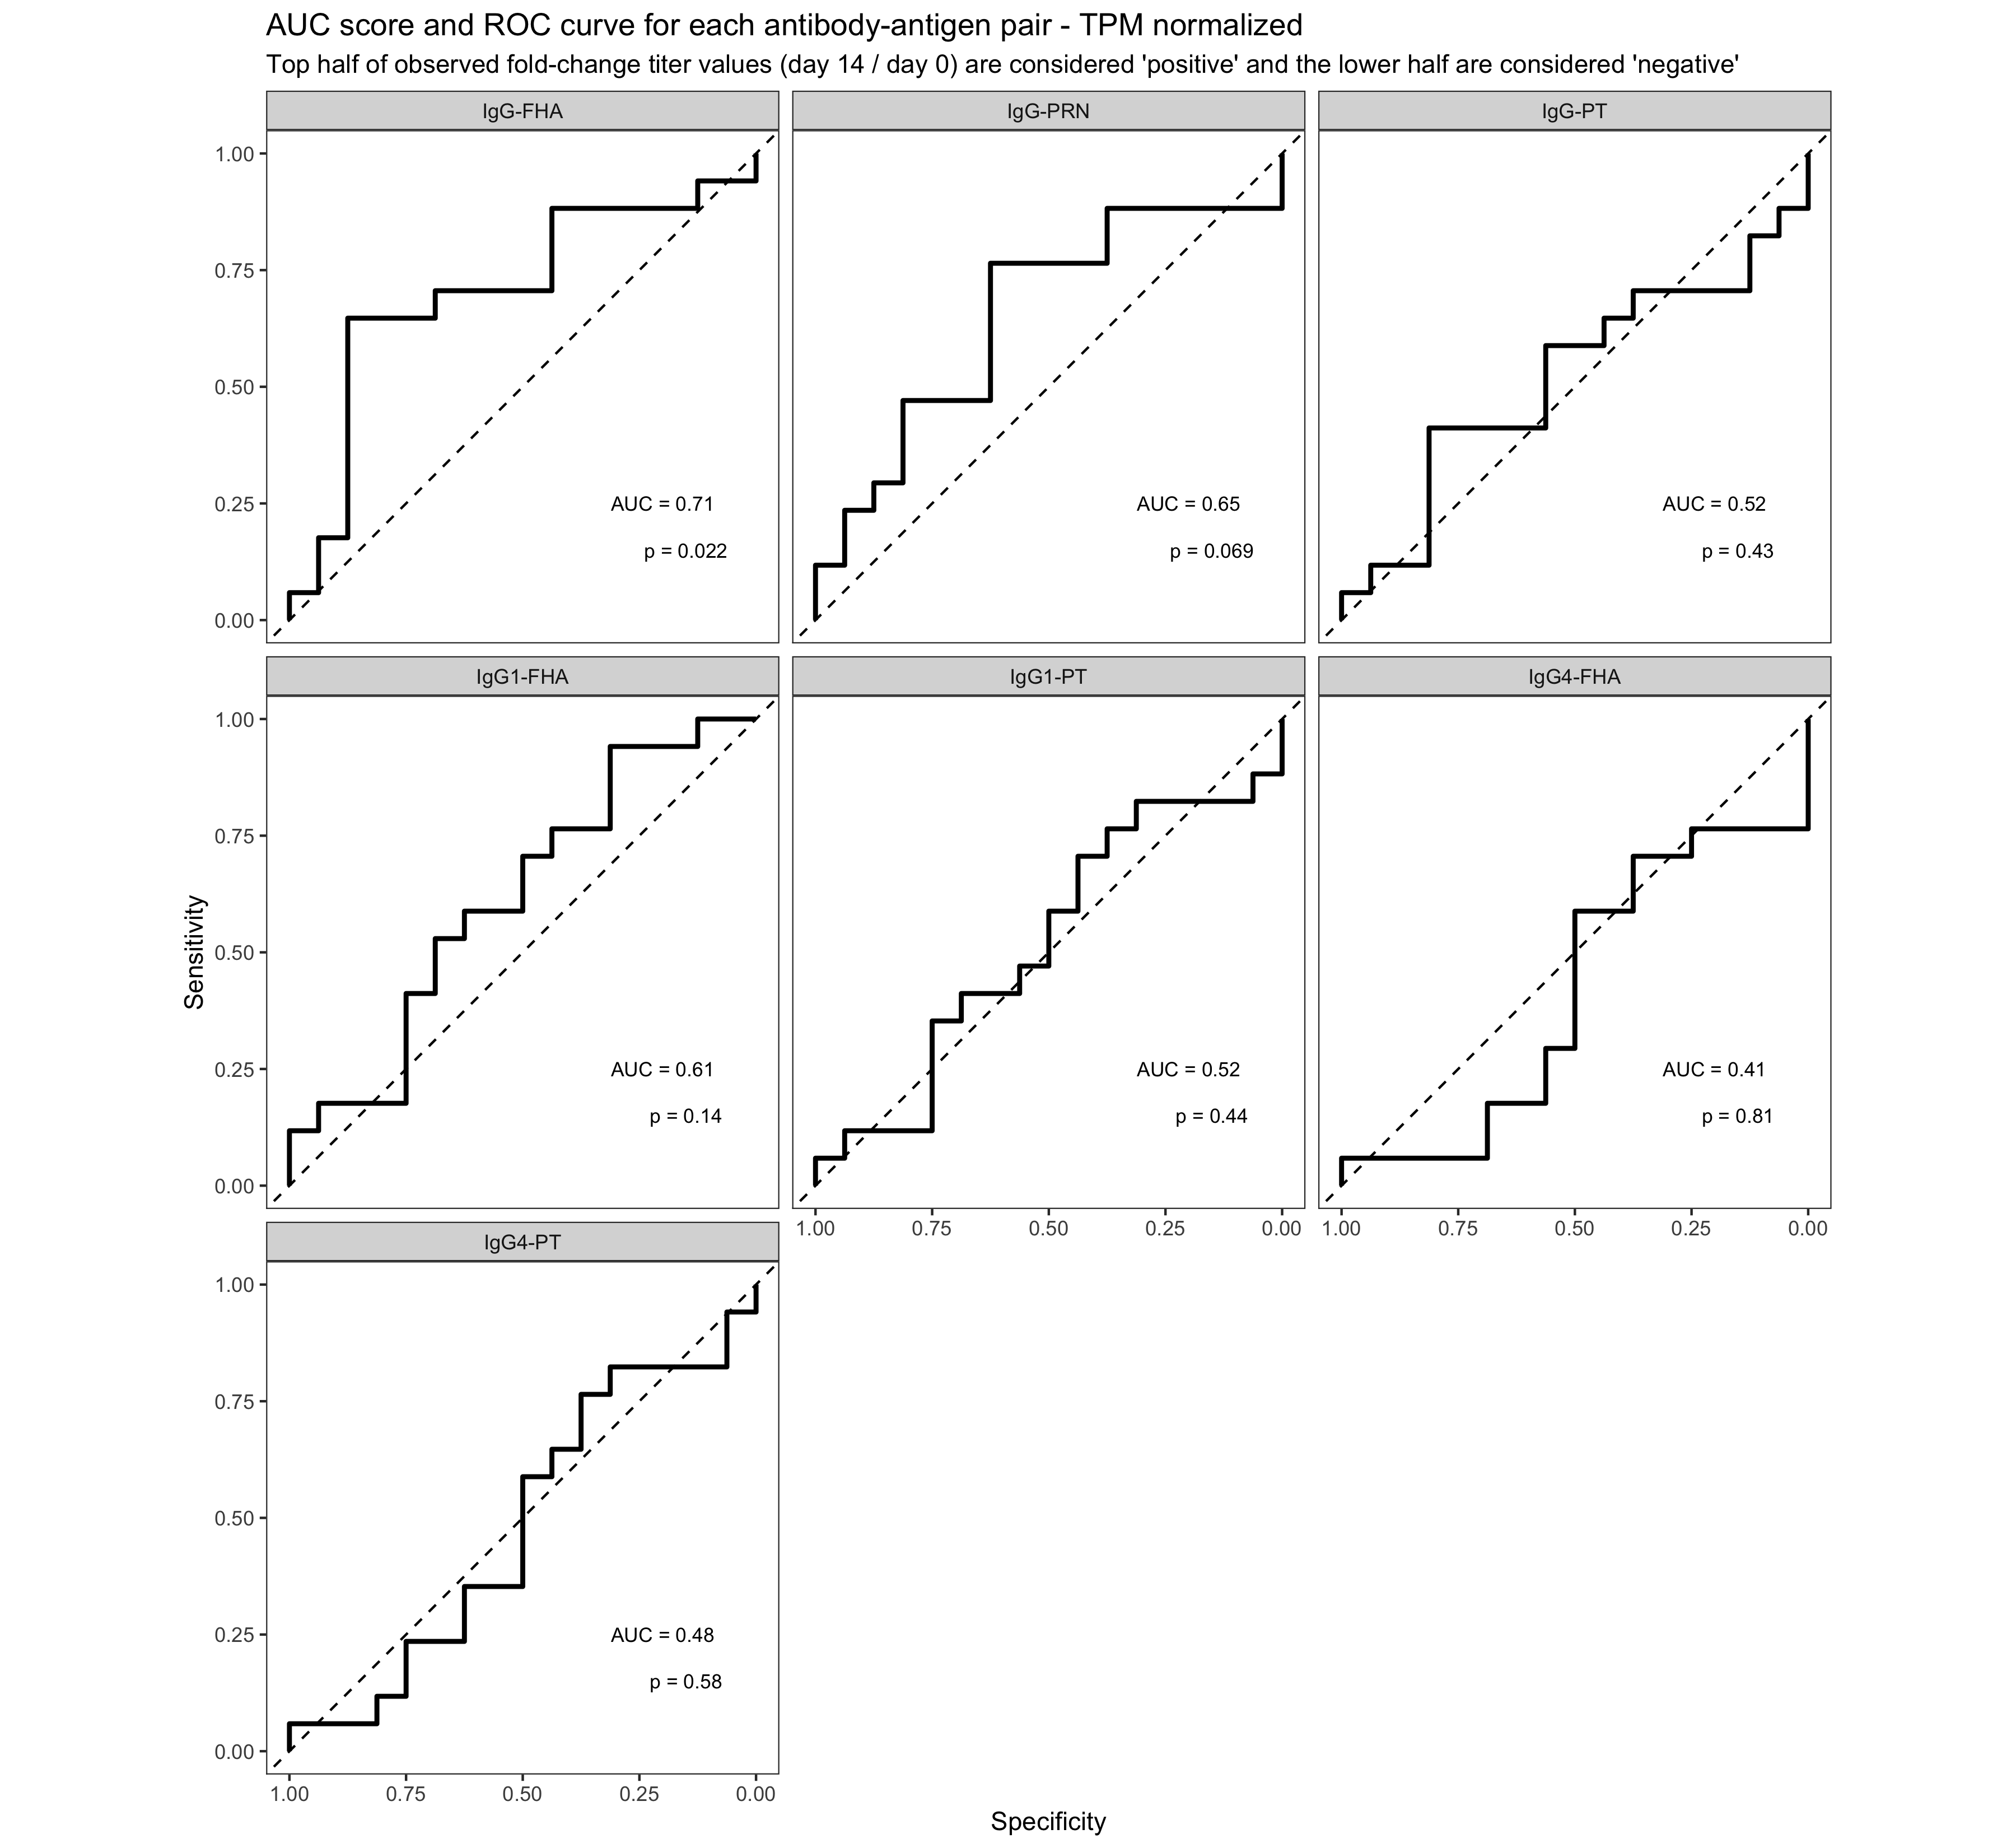 AUC score and ROC curve for each antibody-antigen pair - TPM normalized
Top half of observed fold-change titer values (day 14 / day 0) are considered 'positive' and the lower half are considered 'negative'
IgG-FHA
IgG-PRN
IgG-PT
1.00
0.75
0.50
0.25
0.00
AUC = 0.71
p = 0.022
AUC = 0.65
p = 0.069
AUC = 0.52
p = 0.43
IgG1-FHA
IgG1-PT
IgG4-FHA
Sensitivity
1.00
0.75
0.50
0.25
0.00
AUC = 0.61
p = 0.14
AUC = 0.52
p = 0.44
AUC = 0.41
p = 0.81
1.00 0.75 0.50 0.25 0.00
1.00 0.75 0.50 0.25 0.00
IgG4-PT
1.00
0.75
0.50
0.25
0.00
AUC = 0.48
p = 0.58
1.00 0.75 0.50 0.25 0.00
Specificity